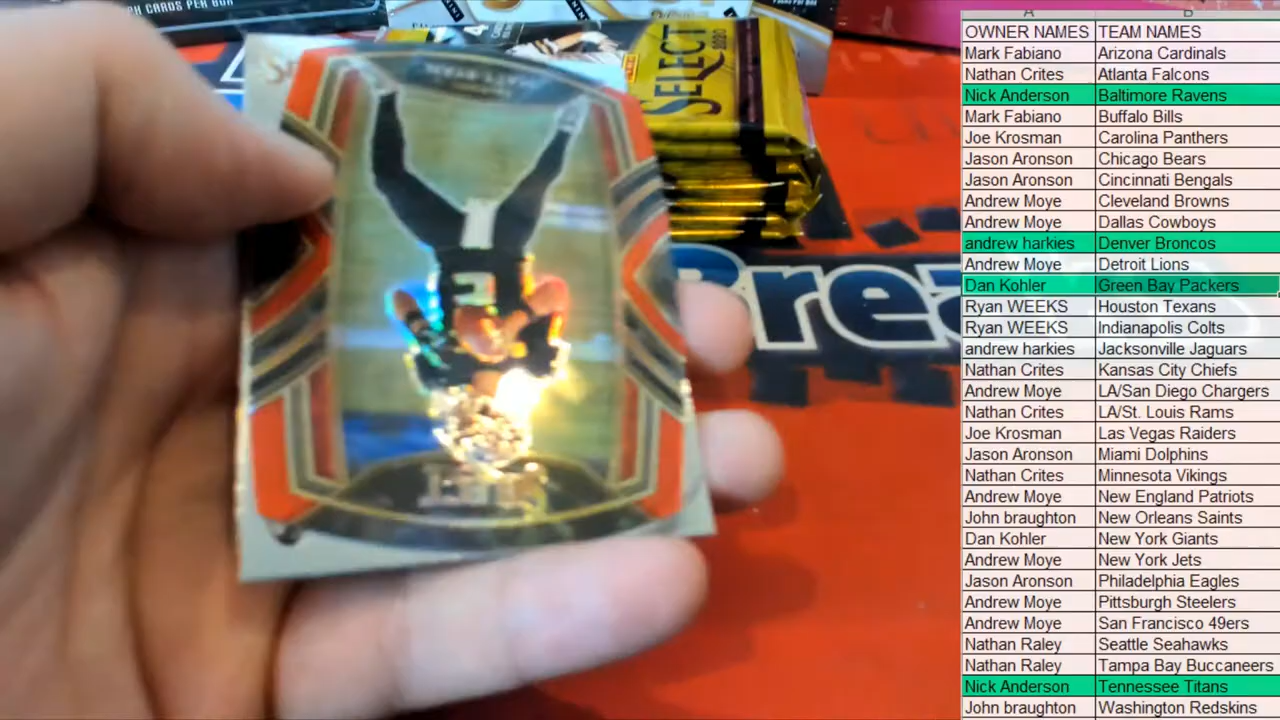 CARDS PER BOX
SELECT
2020
Brea
A B
OWNER NAMES TEAM NAMES
Mark Fabiano Arizona Cardinals
Nathan Crites Atlanta Falcons
Nick Anderson Baltimore Ravens
Mark Fabiano Buffalo Bills
Joe Krosman Carolina Panthers
Jason Aronson Chicago Bears
Jason Aronson Cincinnati Bengals
Andrew Moye Cleveland Browns
Andrew Moye Dallas Cowboys
andrew harkies Denver Broncos
Andrew Moye Detroit Lions
Dan Kohler Green Bay Packers
Ryan WEEKS Houston Texans
Ryan WEEKS Indianapolis Colts
andrew harkies Jacksonville Jaguars
Nathan Crites Kansas City Chiefs
Andrew Moye LA/San Diego Chargers
Nathan Crites LA/St. Louis Rams
Joe Krosman Las Vegas Raiders
Jason Aronson Miami Dolphins
Nathan Crites Minnesota Vikings
Andrew Moye New England Patriots
John braughton New Orleans Saints
Dan Kohler New York Giants
Andrew Moye New York Jets
Jason Aronson Philadelphia Eagles
Andrew Moye Pittsburgh Steelers
Andrew Moye San Francisco 49ers
Nathan Raley Seattle Seahawks
Nathan Raley Tampa Bay Buccaneers
Nick Anderson Tennessee Titans
John braughton Washington Redskins